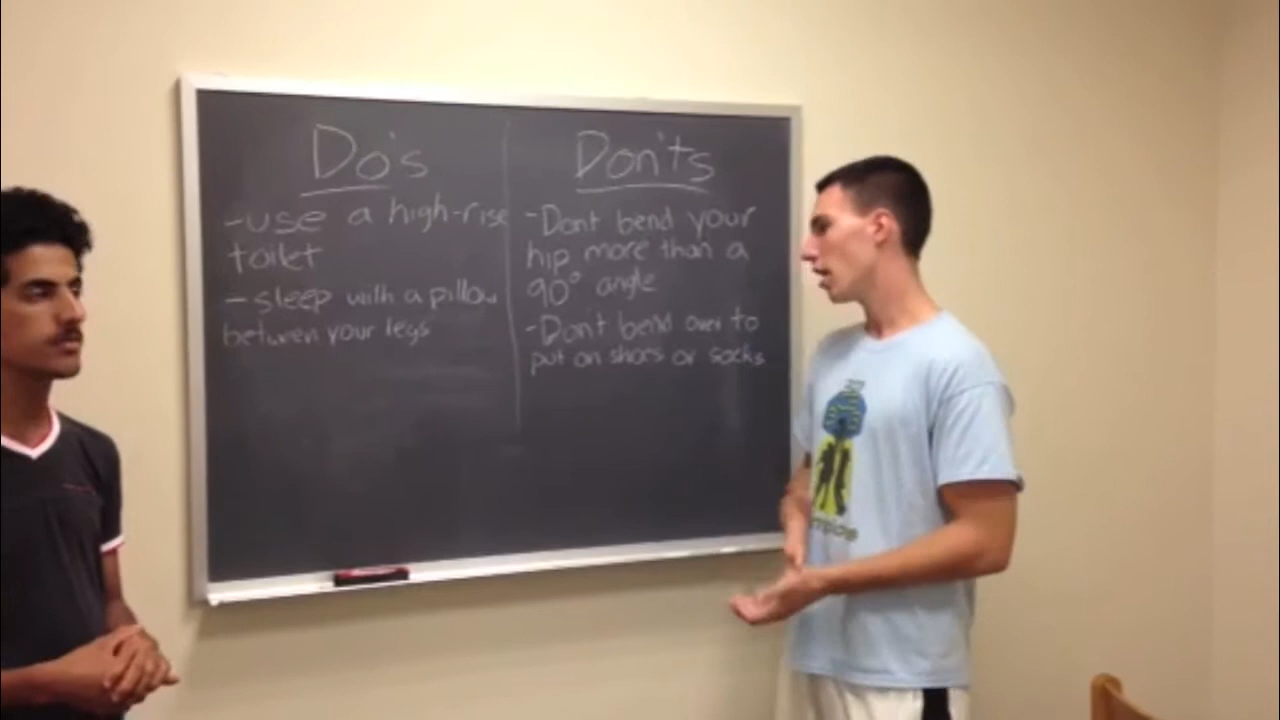 Do's
-use a high-rise
toilet
-sleep with a pillow
between your legs
Don'ts
-Dont bend your
hip more than a
90° angle
-Don't bend over to
put on shoes or socks